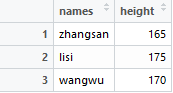 names height
1 zhangsan 165
2 lisi 175
3 wangwu 170